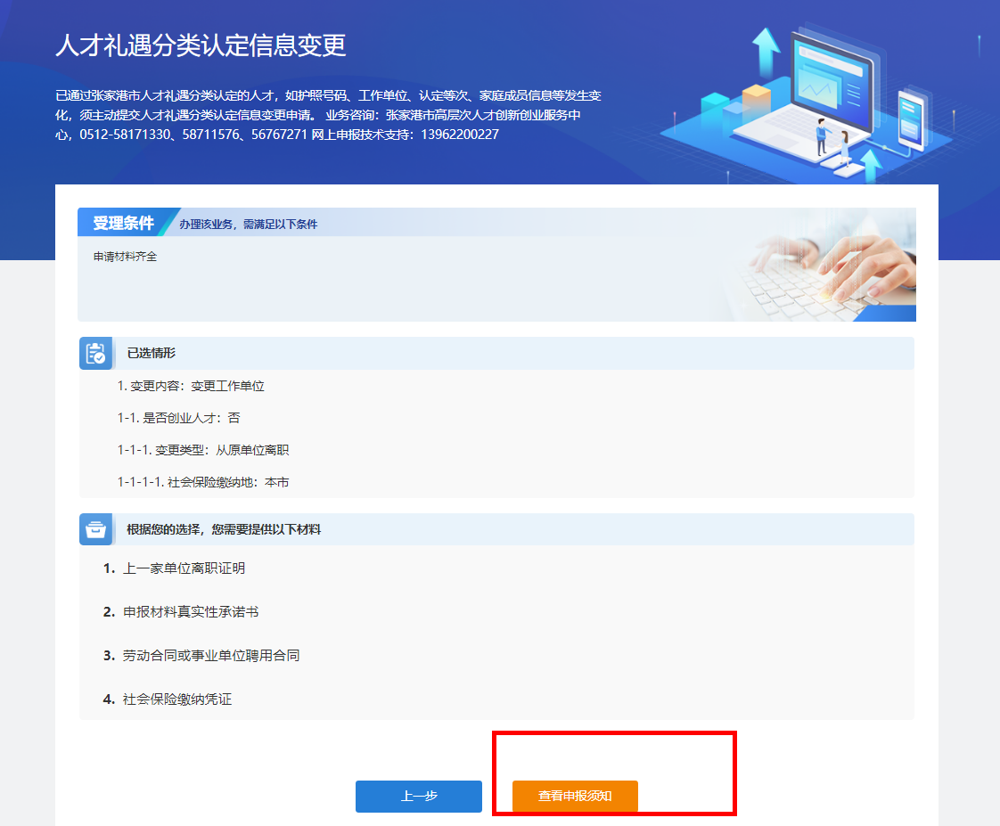 人才礼遇分类认定信息变更
已通过张家港市人才礼遇分类认定的人才，如护照号码、工作单位、认定等次、家庭成员信息等发生变
化，须主动提交人才礼遇分类认定信息变更申请。 业务咨询：张家港市高层次人才创新创业服务中
心，0512-58171330、58711576、56767271 网上申报技术支持：13962200227
受理条件 办理该业务，需满足以下条件
申请材料齐全
已选情形
1. 变更内容：变更工作单位
1-1. 是否创业人才：否
1-1-1. 变更类型：从原单位离职
1-1-1-1. 社会保险缴纳地：本市
根据您的选择，您需要提供以下材料
1. 上一家单位离职证明
2. 申报材料真实性承诺书
3. 劳动合同或事业单位聘用合同
4. 社会保险缴纳凭证
上一步 查看申报须知